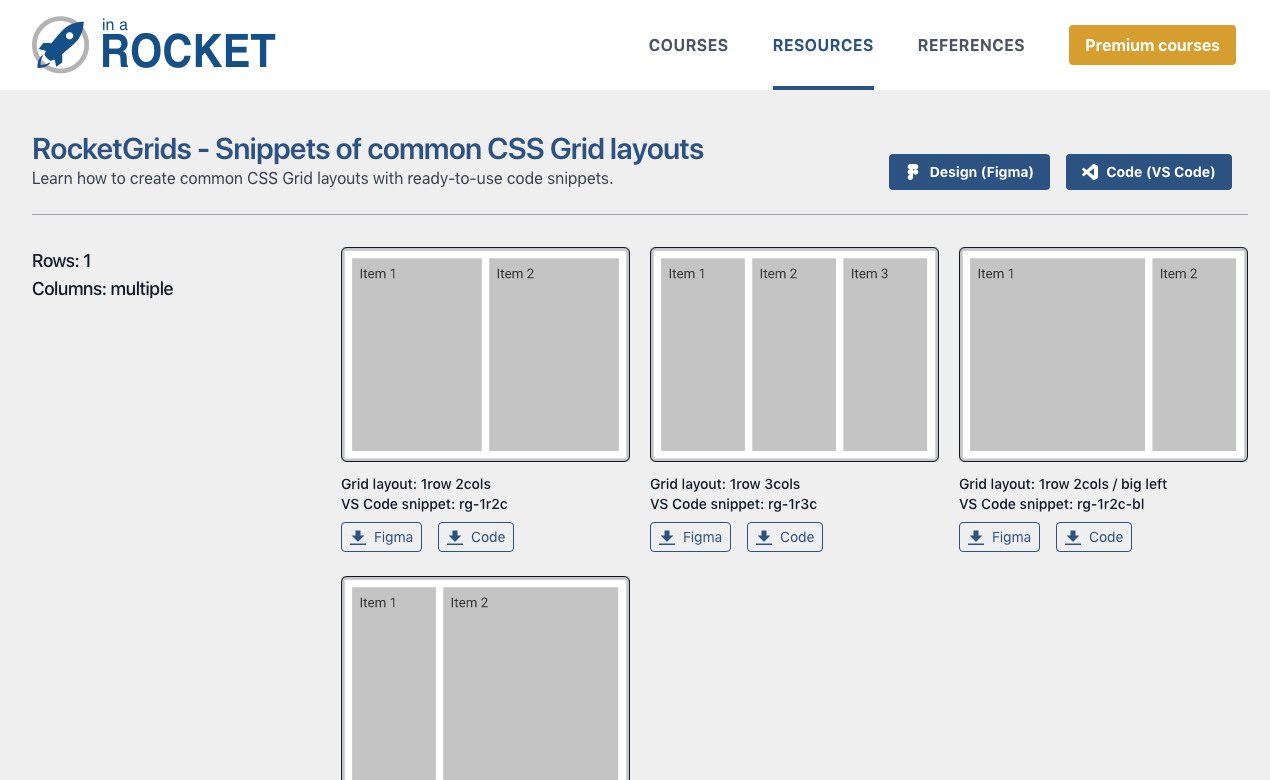 in a
ROCKET
COURSES
RESOURCES
REFERENCES
Premium courses
RocketGrids - Snippets of common CSS Grid layouts
Learn how to create common CSS Grid layouts with ready-to-use code snippets.
Design (Figma)
Code (VS Code)
Rows: 1
Columns: multiple
Item 1
Item 2
Grid layout: 1row 2cols
VS Code snippet: rg-1r2c
Figma
Code
Item 1
Item 2
Item 3
Grid layout: 1row 3cols
VS Code snippet: rg-1r3c
Figma
Code
Item 1
Item 2
Grid layout: 1row 2cols / big left
VS Code snippet: rg-1r2c-bl
Figma
Code
Item 1
Item 2